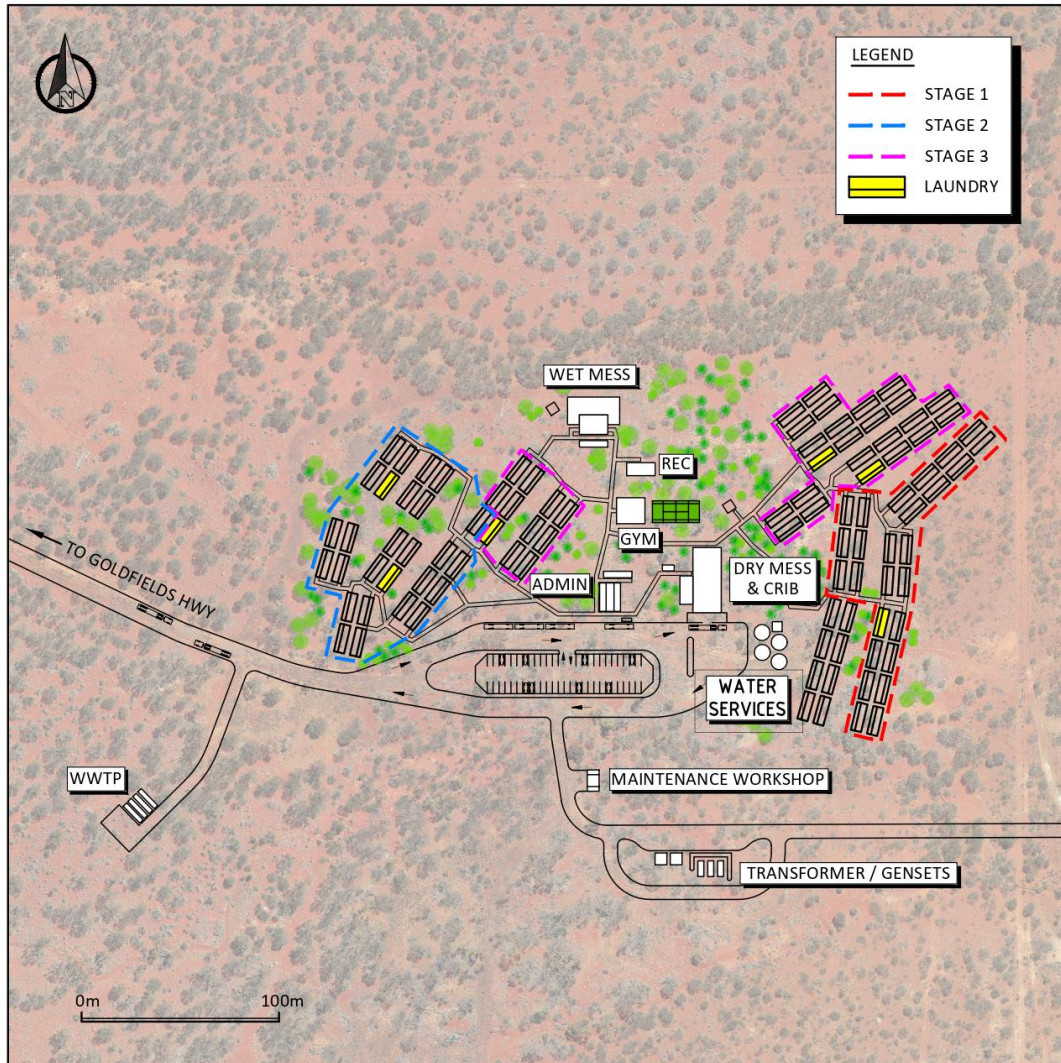 N
LEGEND
STAGE 1
STAGE 2
STAGE 3
LAUNDRY
WET MESS
REC
GYM
TO GOLDFIELDS HWY
ADMIN
DRY MESS
& CRIB
WATER
SERVICES
WWTP
MAINTENANCE WORKSHOP
TRANSFORMER / GENSETS
0m
100m